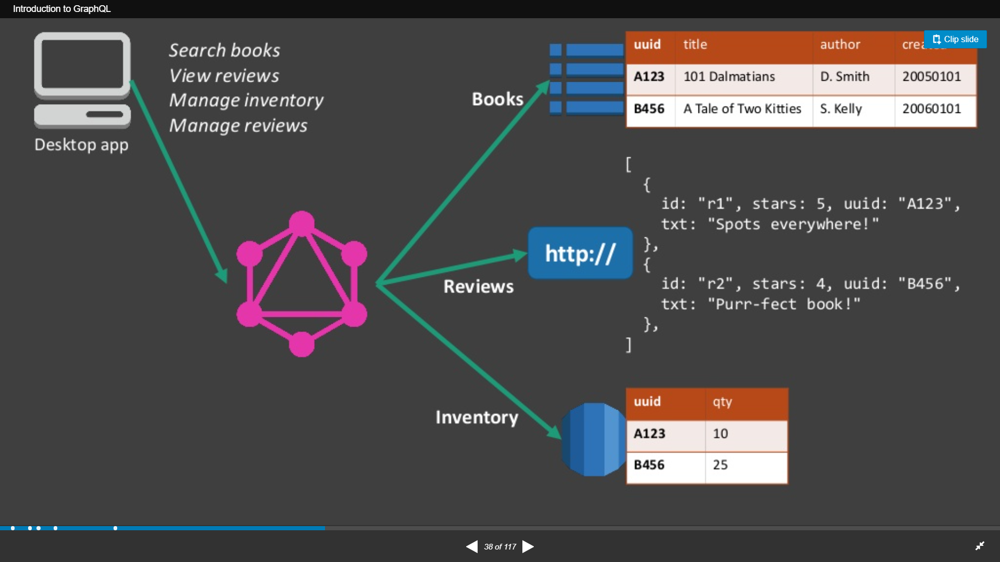 Introduction to GraphQL
Search books
View reviews
Manage inventory
Manage reviews
Desktop app
Books
uuid title author
A123 101 Dalmatians D. Smith 20050101
B456 A Tale of Two Kitties S. Kelly 20060101
Clip slide
[
{
id: "r1", stars: 5, uuid: "A123",
txt: "Spots everywhere!"
},
{
id: "r2", stars: 4, uuid: "B456",
txt: "Purr-fect book!"
},
]
http://
Reviews
Inventory
uuid qty
A123 10
B456 25
38 of 117